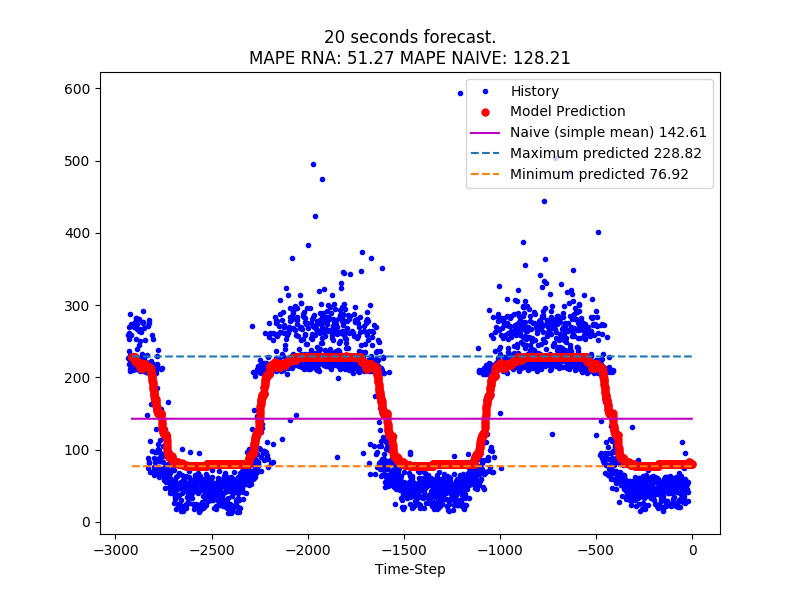 20 seconds forecast.
MAPE RNA: 51.27 MAPE NAIVE: 128.21
History
Model Prediction
Naive (simple mean) 142.61
Maximum predicted 228.82
Minimum predicted 76.92
600
500
400
300
200
100
0
−3000 −2500 −2000 −1500 −1000 −500 0
Time-Step